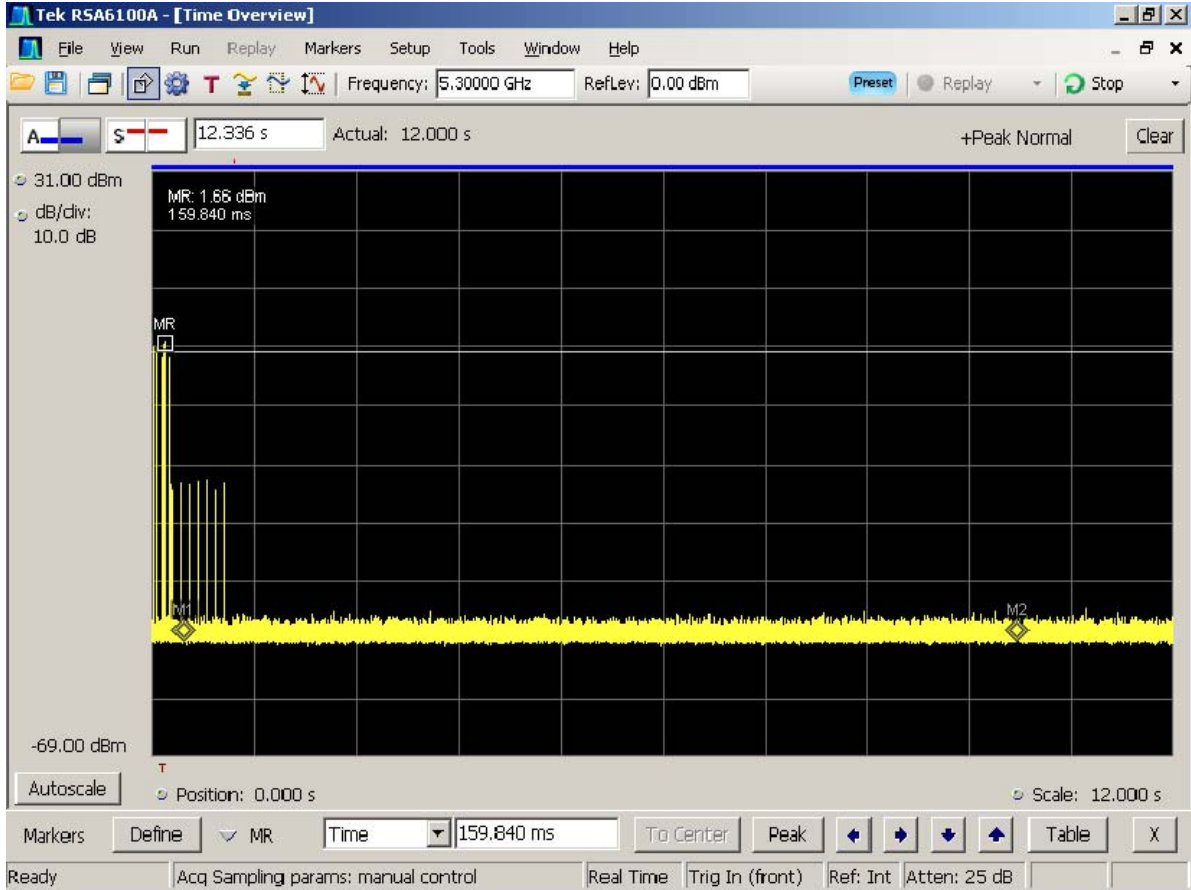 Tek RSA6100A - [Time Overview]
File View Run Replay Markers Setup Tools Window Help
T Frequency: 5.30000 GHz RefLev: 0.00 dBm Preset Replay Stop
A S 12.336 s Actual: 12.000 s +Peak Normal Clear
31.00 dBm
dB/div:
10.0 dB
MR: 1.66 dBm
159.840 ms
MR
M1 M2
-69.00 dBm
T
Autoscale Position: 0.000 s Scale: 12.000 s
Markers Define MR Time 159.840 ms To Center Peak Table X
Ready Acq Sampling params: manual control Real Time Trig In (front) Ref: Int Atten: 25 dB